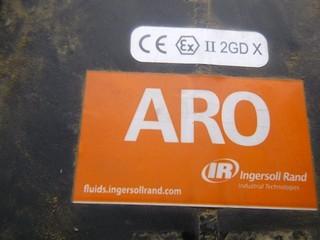 CE Ex II 2GD X
ARO
IR Ingersoll Rand
Industrial Technologies
fluids.ingersollrand.com